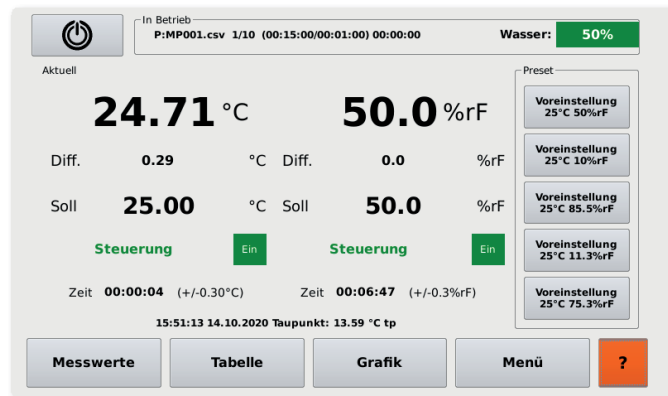 In Betrieb
P:MP001.csv 1/10 (00:15:00/00:01:00) 00:00:00 Wasser: 50%
Aktuell
24.71 °C 50.0 %rF
Diff. 0.29 °C Diff. 0.0 %rF
Soll 25.00 °C Soll 50.0 %rF
Steuerung Ein Steuerung Ein
Zeit 00:00:04 (+/-0.30°C) Zeit 00:06:47 (+/-0.3%rF)
15:51:13 14.10.2020 Taupunkt: 13.59 °C tp
Preset
Voreinstellung
25°C 50%rF
Voreinstellung
25°C 10%rF
Voreinstellung
25°C 85.5%rF
Voreinstellung
25°C 11.3%rF
Voreinstellung
25°C 75.3%rF
Messwerte Tabelle Grafik Menü ?